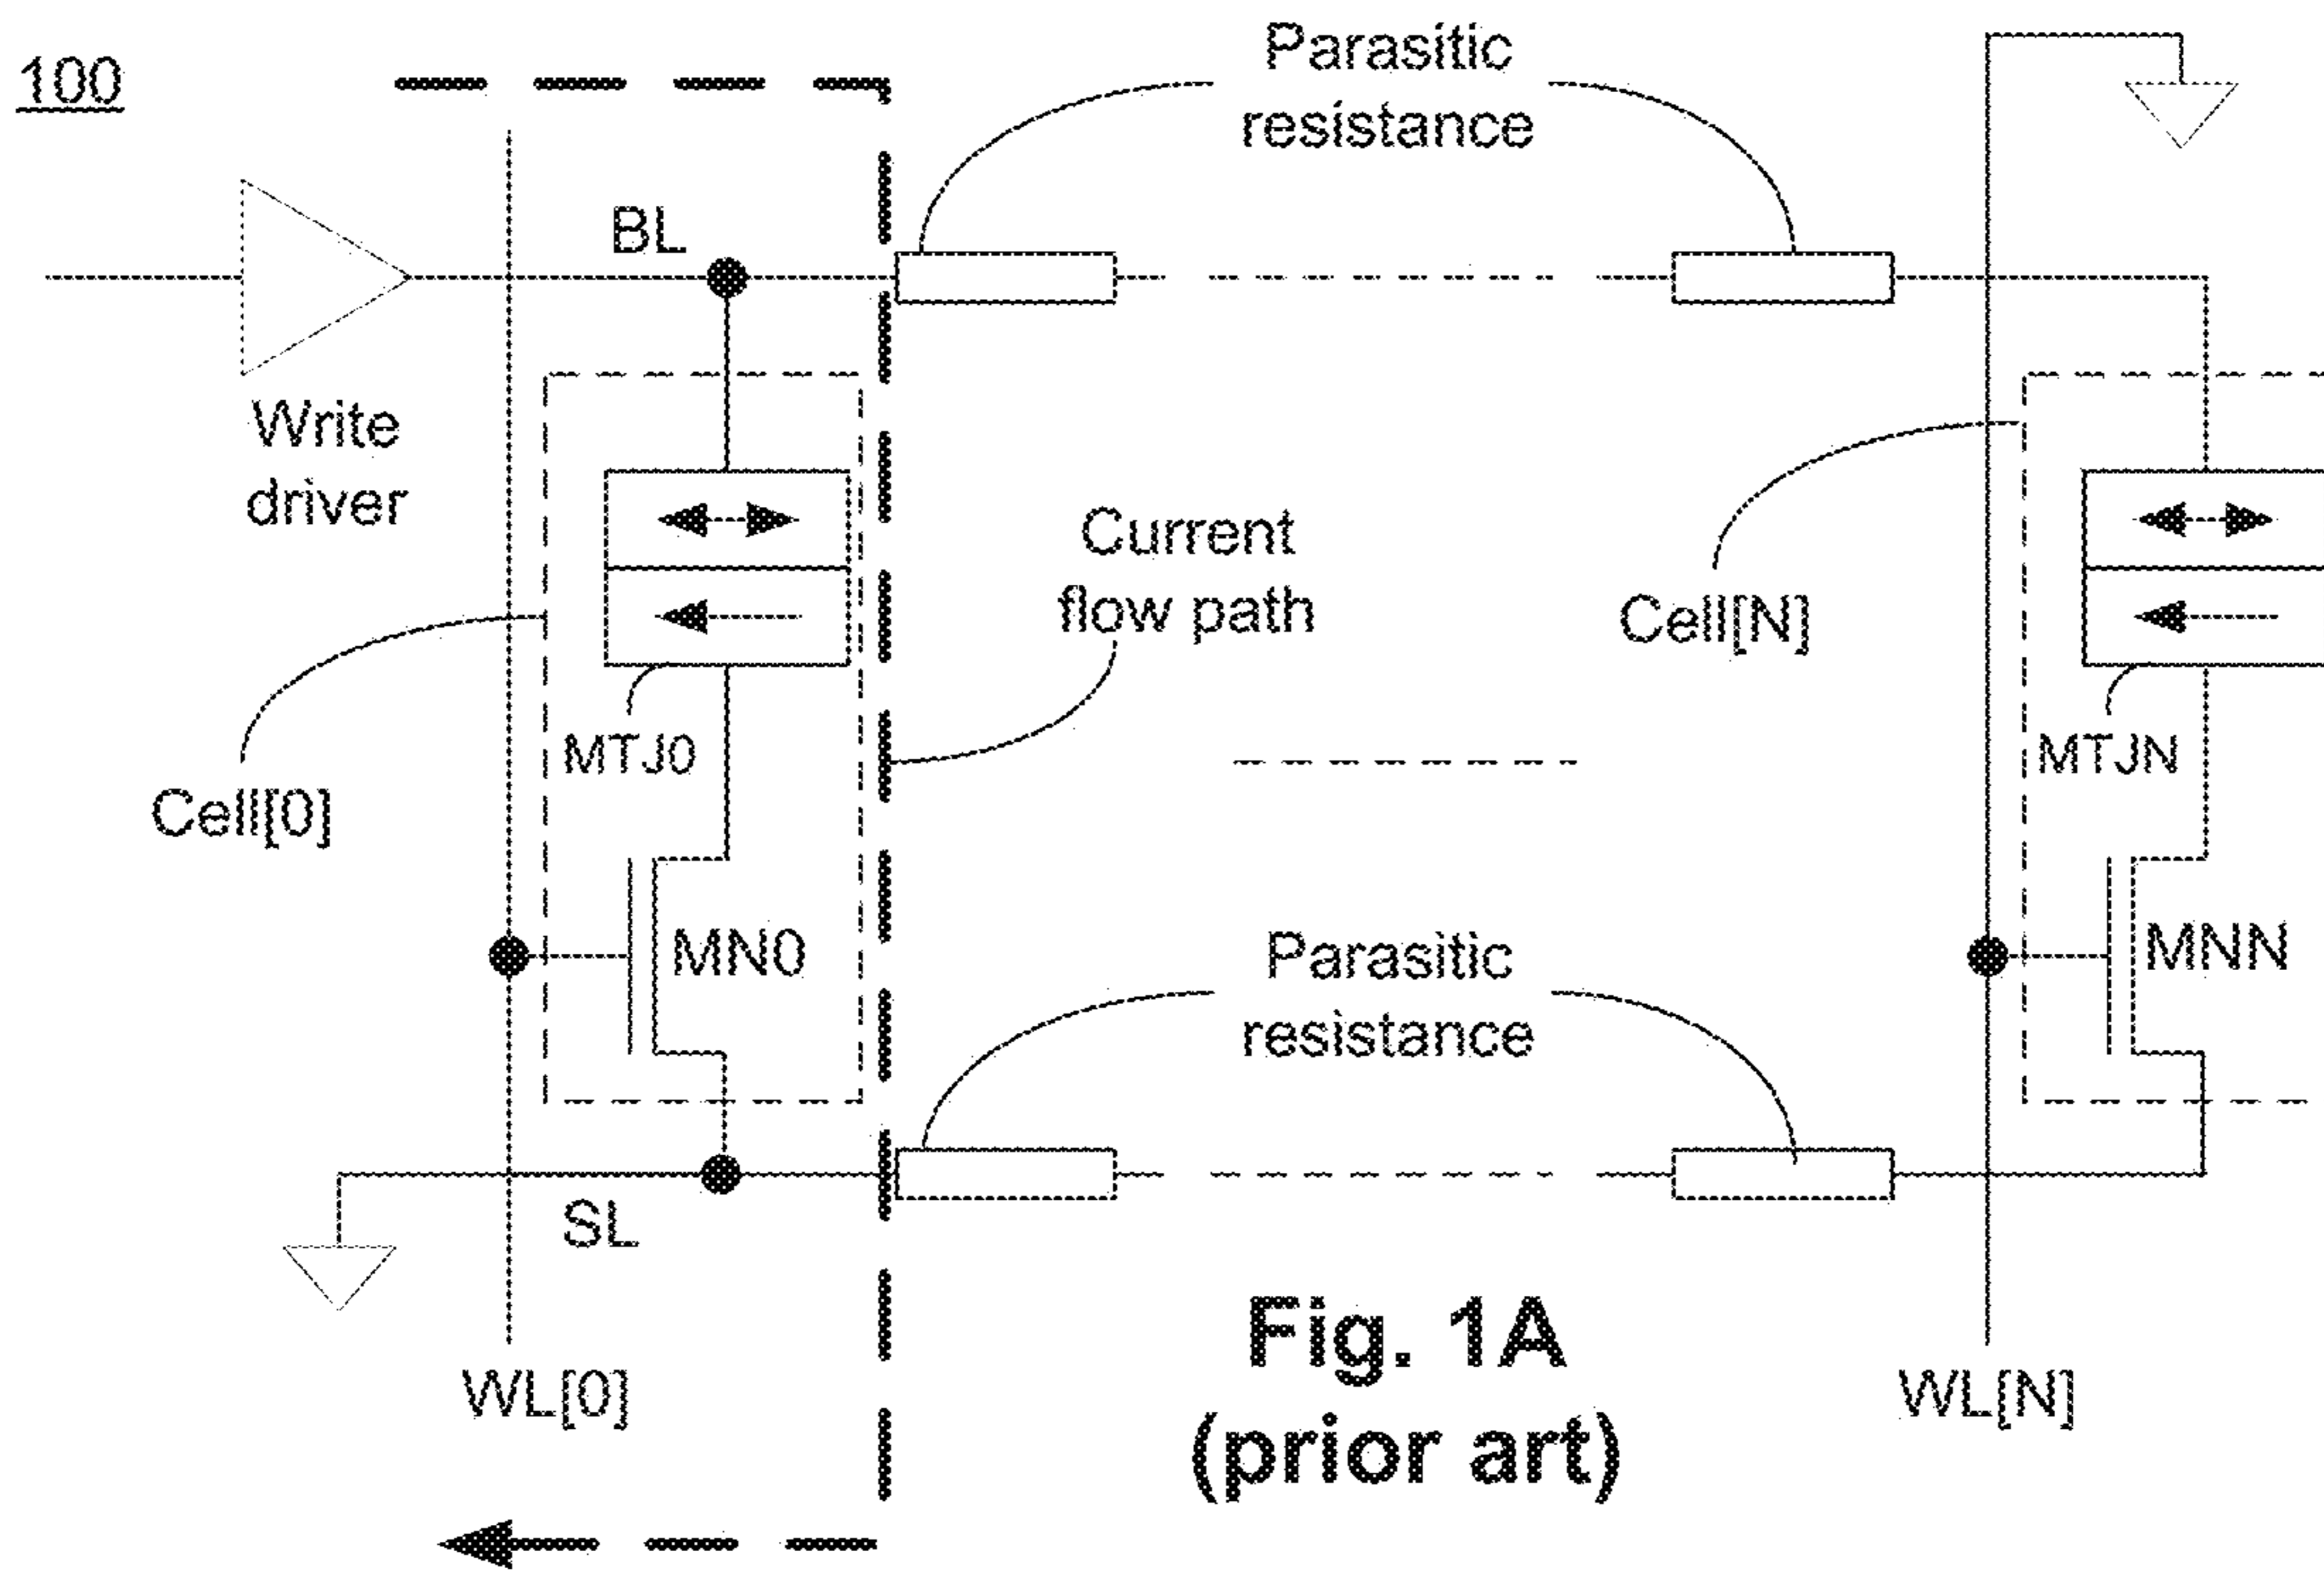 100
Parasitic
resistance
BL
Write
driver
Current
flow path
Cell[N]
MTJ0
MTJN
Cell[0]
MN0
MNN
Parasitic
resistance
SL
Fig. 1A
(prior art)
WL[0]
WL[N]